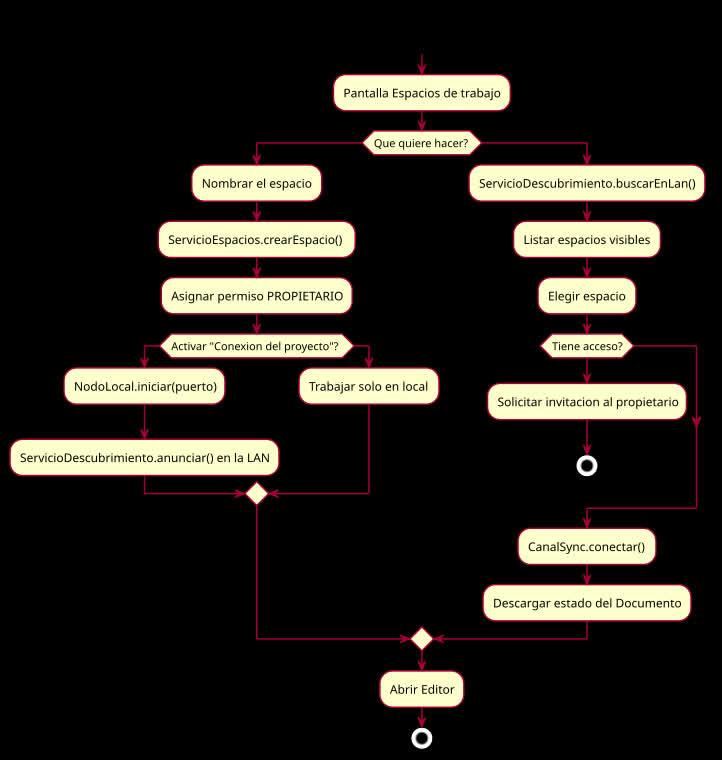 Pantalla Espacios de trabajo
Que quiere hacer?
Nombrar el espacio
ServicioEspacios.crearEspacio()
Asignar permiso PROPIETARIO
Activar "Conexion del proyecto"?
NodoLocal.iniciar(puerto)
ServicioDescubrimiento.anunciar() en la LAN
Trabajar solo en local
ServicioDescubrimiento.buscarEnLan()
Listar espacios visibles
Elegir espacio
Tiene acceso?
Solicitar invitacion al propietario
CanalSync.conectar()
Descargar estado del Documento
Abrir Editor